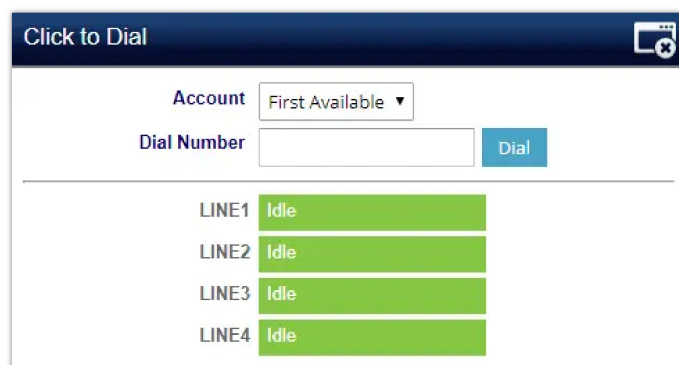 Click to Dial
Account First Available
Dial Number Dial
LINE1 Idle
LINE2 Idle
LINE3 Idle
LINE4 Idle